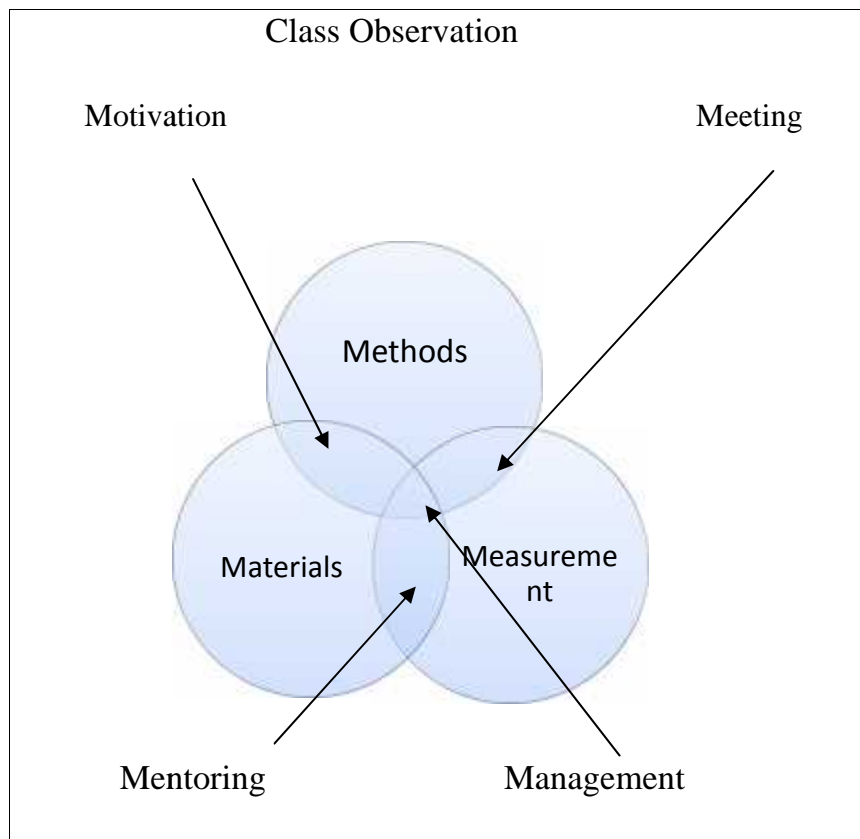 Class Observation
Motivation
Meeting
Methods
Materials
Measureme
nt
Mentoring
Management